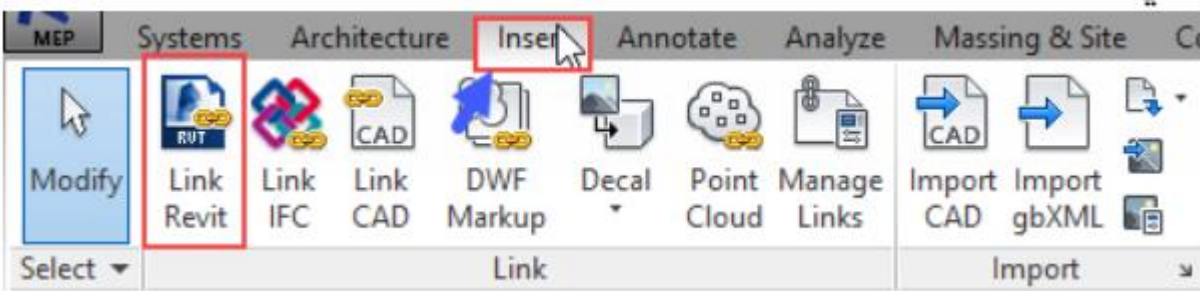 MEP Systems Architecture Insert Annotate Analyze Massing & Site
RVT CAD CAD
Modify Link Link Link DWF Decal Point Manage Import Import
Revit IFC CAD Markup Cloud Links CAD gbXML
Select Link Import